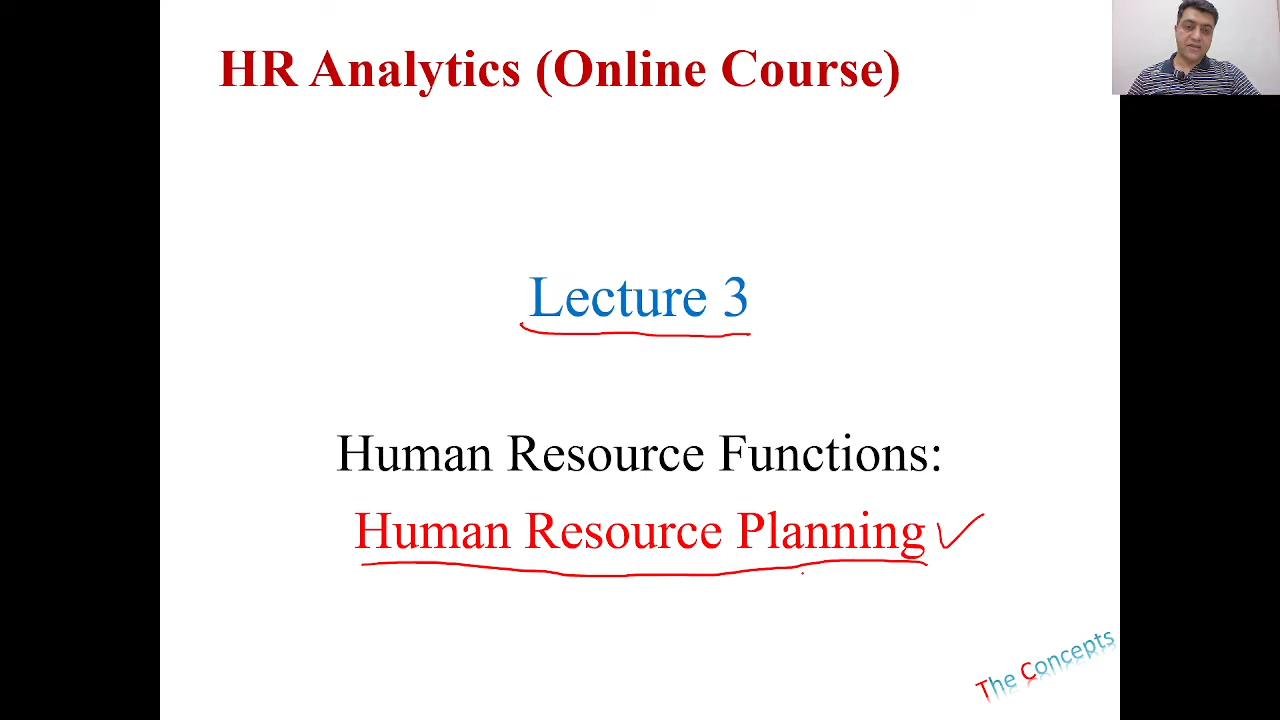 HR Analytics (Online Course)
Lecture 3
Human Resource Functions:
Human Resource Planning
The Concepts